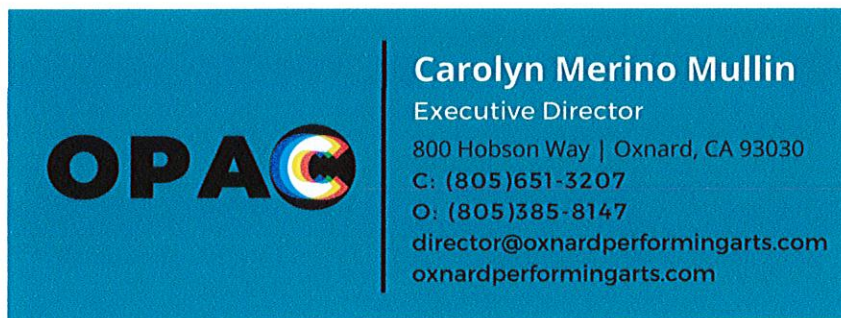 OPAC
Carolyn Merino Mullin
Executive Director
800 Hobson Way | Oxnard, CA 93030
C: (805)651-3207
O: (805)385-8147
director@oxnardperformingarts.com
oxnardperformingarts.com